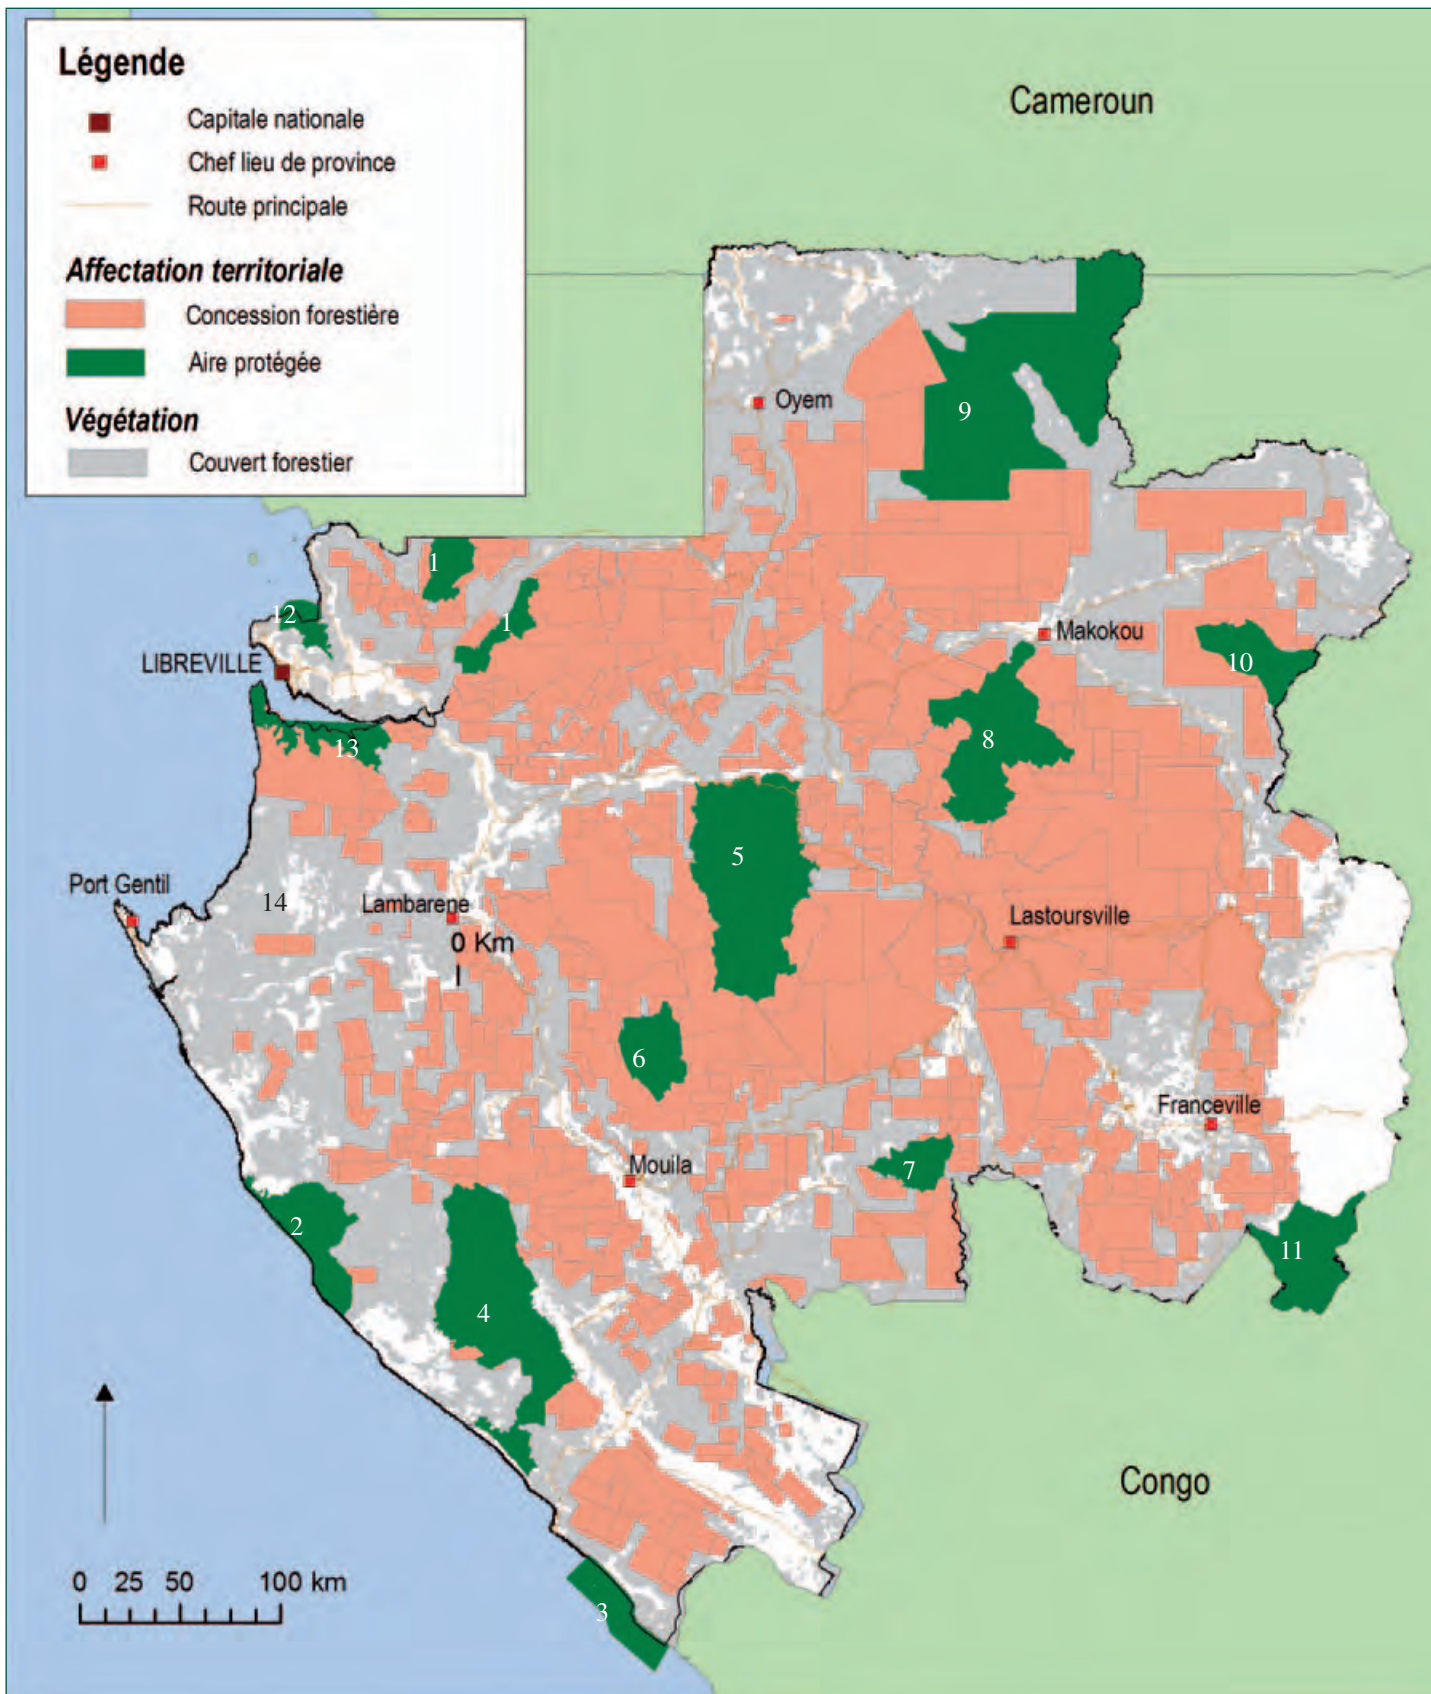 Légende
Capitale nationale
Chef lieu de province
Route principale
Affectation territoriale
Concession forestière
Aire protégée
Végétation
Couvert forestier
Cameroun
Oyem
9
1
1
12
LIBREVILLE
Makokou
10
13
8
5
Port Gentil
14
Lambarene
Lastoursville
0 Km
6
Franceville
Mouila
7
2
11
4
Congo
0 25 50 100 km
3